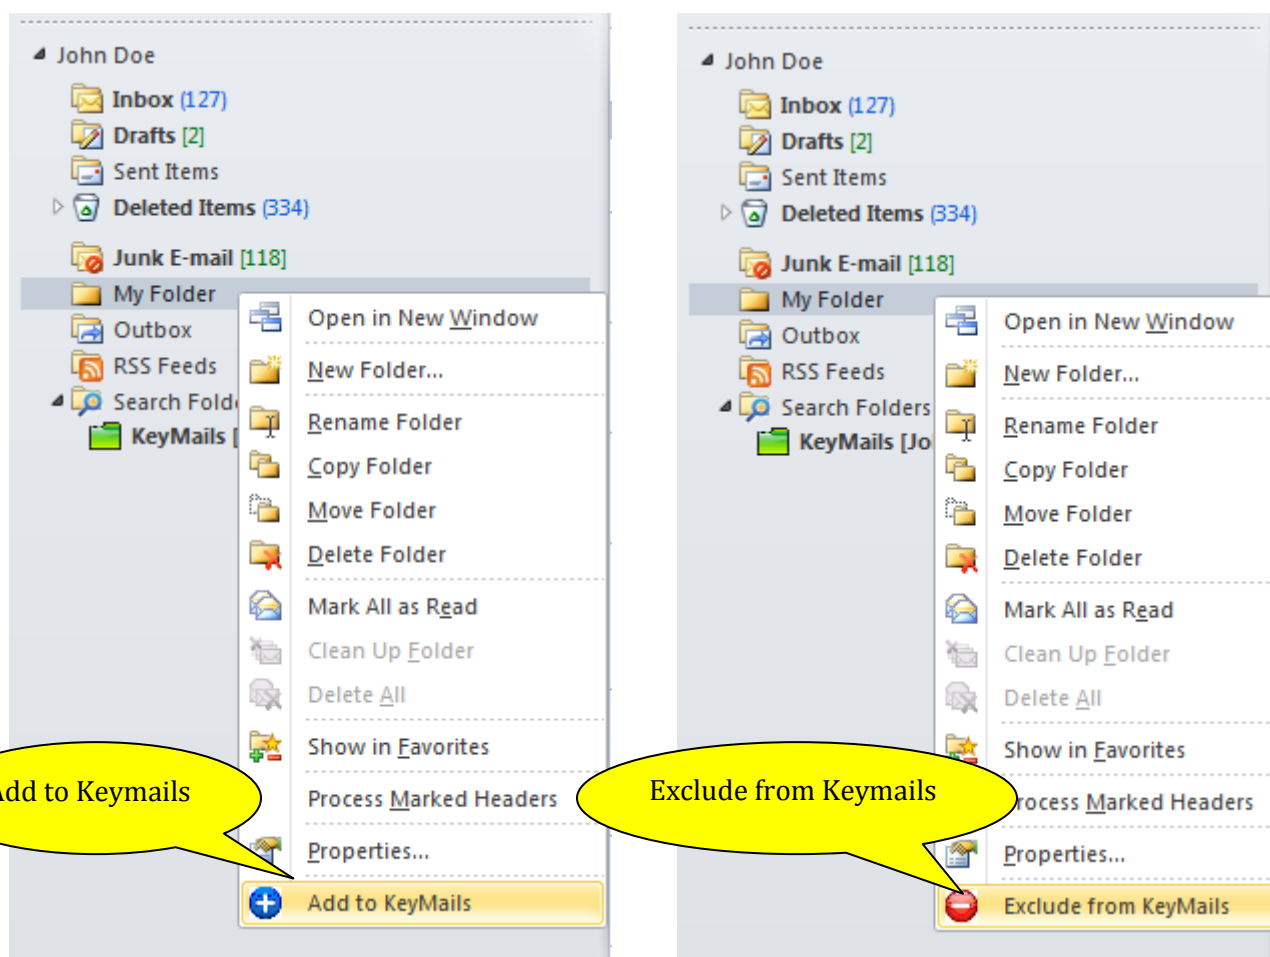 John Doe
Inbox (127)
Drafts [2]
Sent Items
Deleted Items (334)
Junk E-mail [118]
My Folder
Outbox
RSS Feeds
Search Folde
KeyMails [
Open in New Window
New Folder...
Rename Folder
Copy Folder
Move Folder
Delete Folder
Mark All as Read
Clean Up Folder
Delete All
Show in Favorites
Process Marked Headers
Properties...
Add to KeyMails
Add to Keymails
John Doe
Inbox (127)
Drafts [2]
Sent Items
Deleted Items (334)
Junk E-mail [118]
My Folder
Outbox
RSS Feeds
Search Folders
KeyMails [Jo
Open in New Window
New Folder...
Rename Folder
Copy Folder
Move Folder
Delete Folder
Mark All as Read
Clean Up Folder
Delete All
Show in Favorites
Process Marked Headers
Properties...
Exclude from KeyMails
Exclude from Keymails